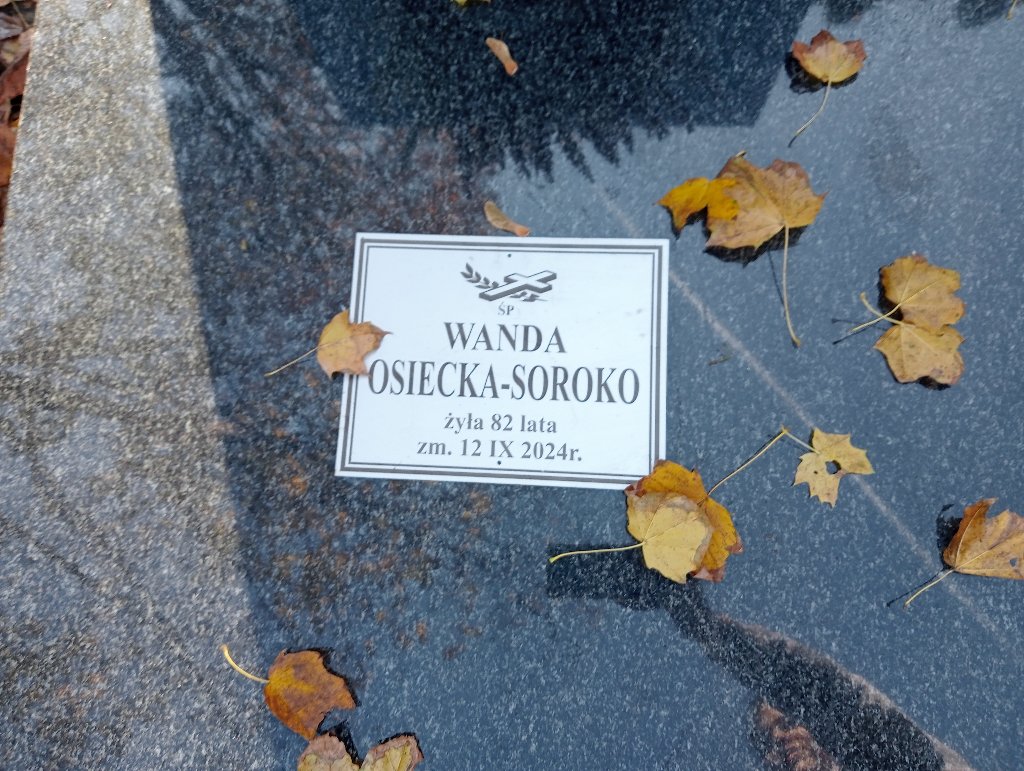 ŚP
WANDA
OSIECKA-SOROKO
żyła 82 lata
zm. 12 IX 2024r.